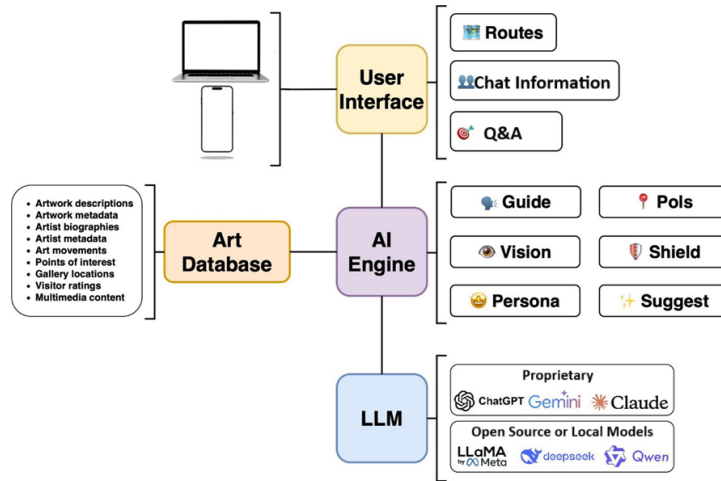 Routes
User
Interface
Chat Information
Q&A
Artwork descriptions
Artwork metadata
Artist biographies
Artist metadata
Art movements
Points of interest
Gallery locations
Visitor ratings
Multimedia content
Art
Database
AI
Engine
Guide
PoIs
Vision
Shield
Persona
Suggest
LLM
Proprietary
ChatGPT Gemini Claude
Open Source or Local Models
LLaMA
by Meta
deepseek
Qwen